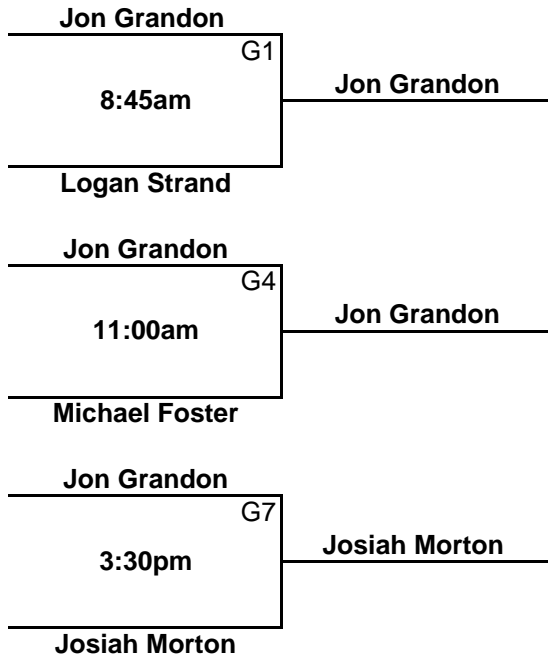 Jon Grandon
G1
Jon Grandon
8:45am
Logan Strand
Jon Grandon
G4
Jon Grandon
11:00am
Michael Foster
Jon Grandon
G7
Josiah Morton
3:30pm
Josiah Morton